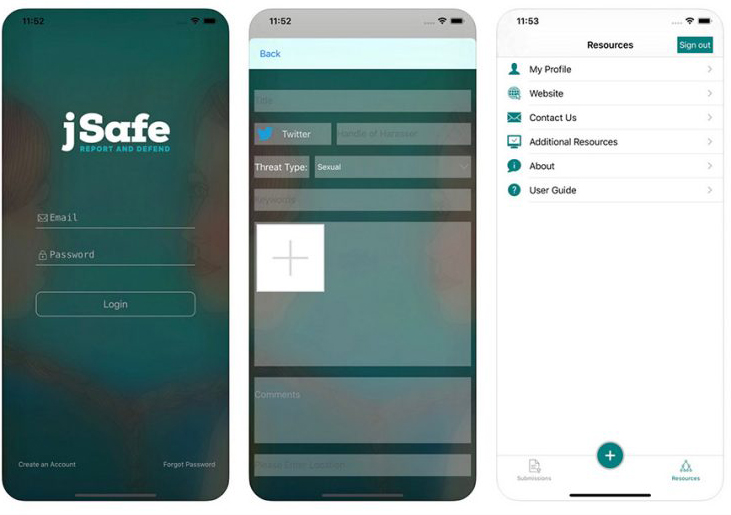 11:52
jSafe
REPORT AND DEFEND
Email
Password
Login
Create an Account
Forgot Password
11:52
Back
Title
Twitter
Handle of Harasser
Threat Type:
Sexual
Keywords
Comments
Please Enter Location
11:53
Resources
Sign out
My Profile
Website
Contact Us
Additional Resources
About
User Guide
Submissions
Resources